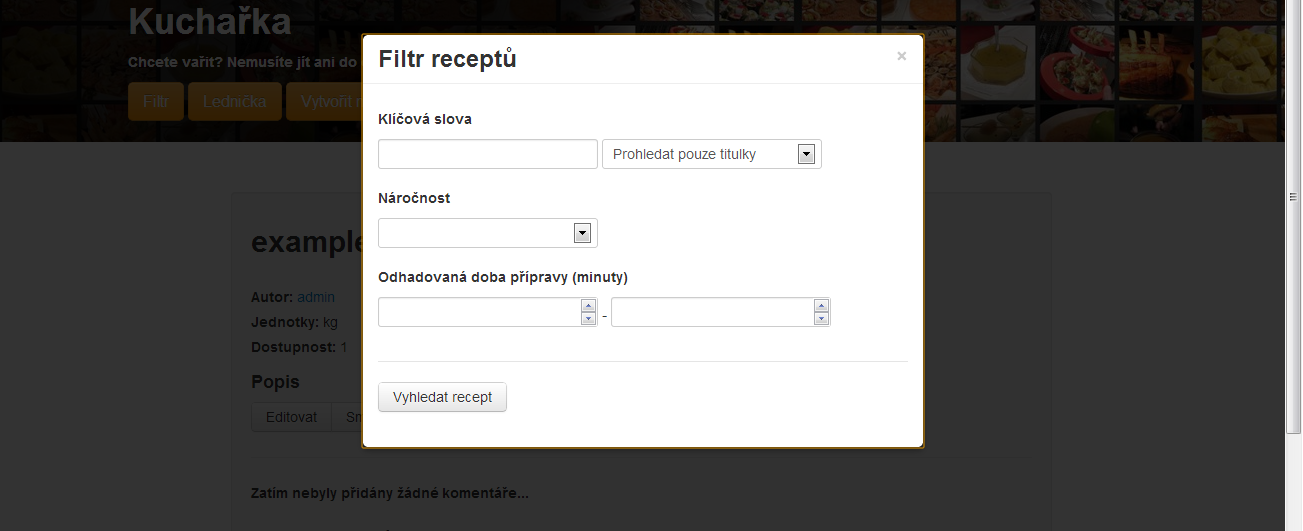 Kuchařka
Chcete vařit? Nemusíte jít ani do
Filtr
Lednička
Vytvořit
Filtr receptů
×
Klíčová slova
Prohledat pouze titulky
Náročnost
Odhadovaná doba přípravy (minuty)
-
Vyhledat recept
example
Autor: admin
Jednotky: kg
Dostupnost: 1
Popis
Editovat
Zatím nebyly přidány žádné komentáře...